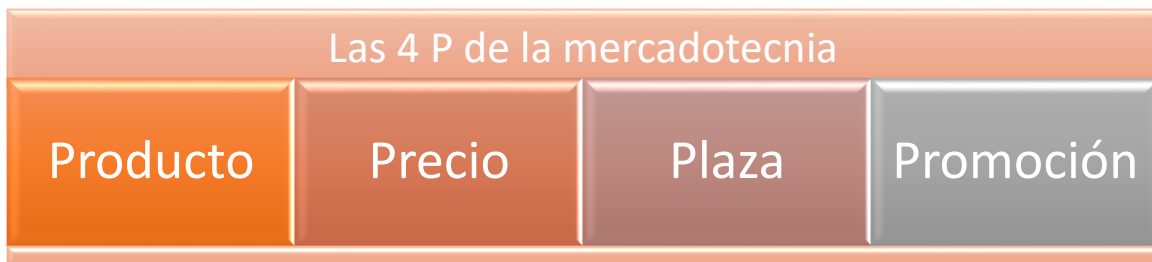 Las 4 P de la mercadotecnia
Producto Precio Plaza Promoción